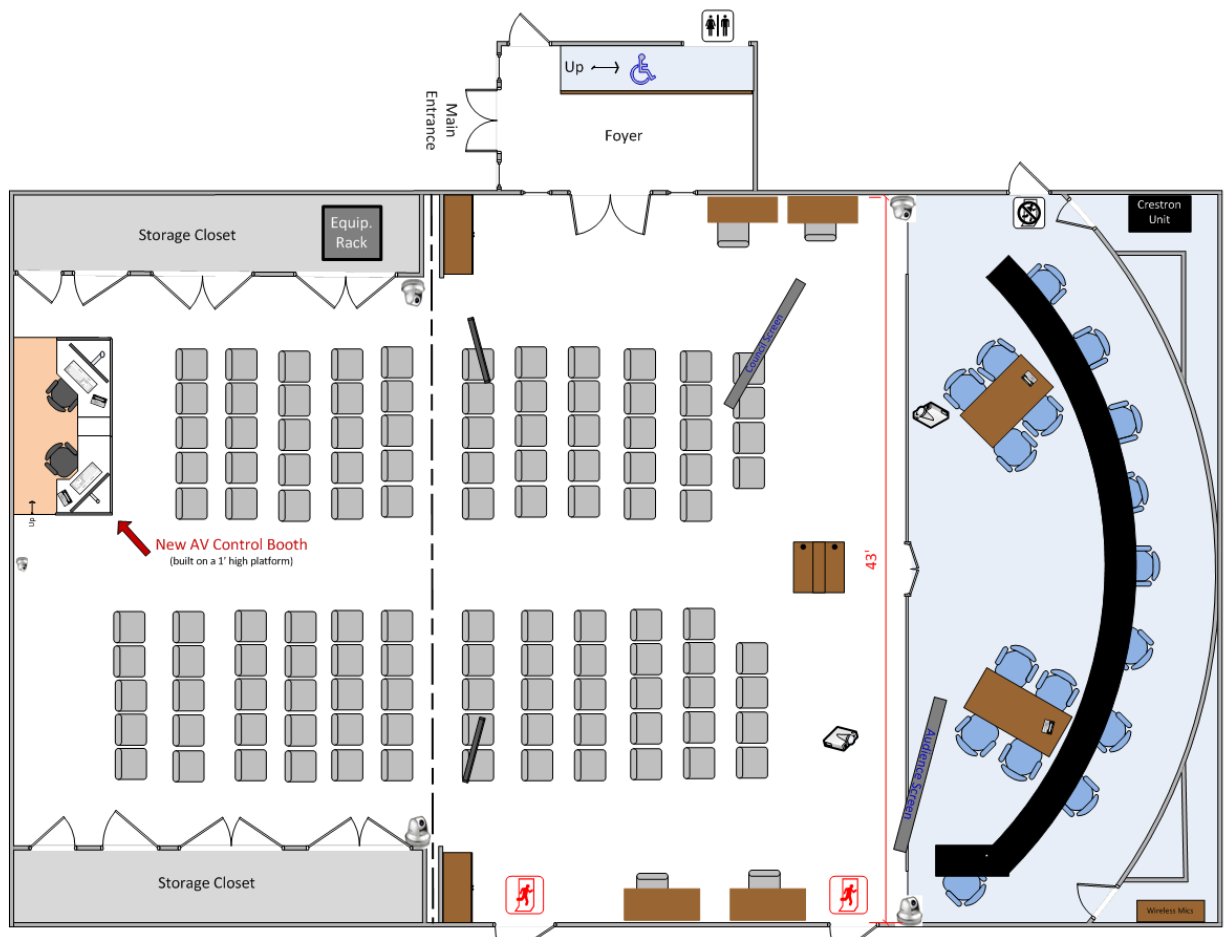 Up
Main
Entrance
Foyer
Storage Closet
Equip.
Rack
Crestron
Unit
Council Screen
up
New AV Control Booth
(built on a 1' high platform)
43'
Audience Screen
Storage Closet
Wireless Mics